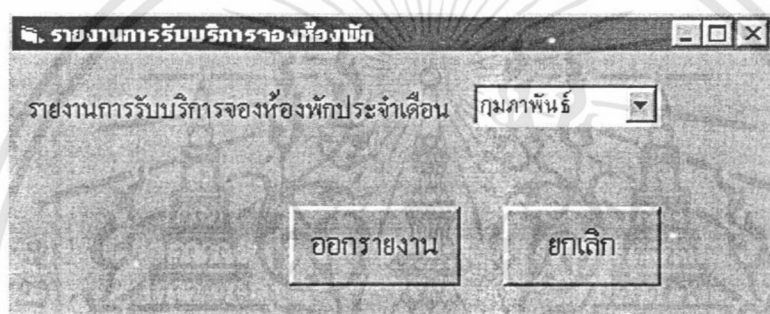 รายงานการรับบริการจองห้องพัก
รายงานการรับบริการจองห้องพักประจำเดือน กุมภาพันธ์
ออกรายงาน ยกเลิก